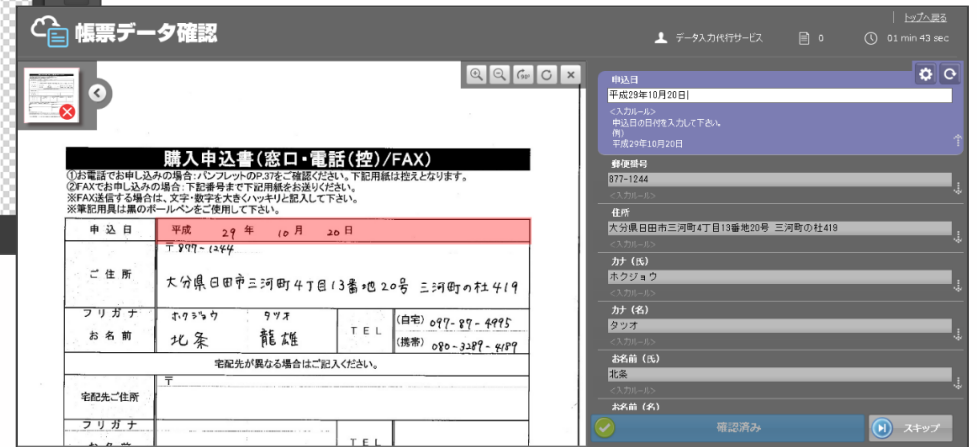 帳票データ確認
トップへ戻る
データ入力代行サービス 0 01 min 43 sec
購入申込書(窓口・電話(控)/FAX)
①お電話でお申し込みの場合:パンフレットのP.37をご確認ください。下記用紙は控えとなります。
②FAXでお申し込みの場合:下記番号まで下記用紙をお送りください。
※FAX送信する場合は、文字・数字を大きくハッキリと記入して下さい。
※筆記用具は黒のボールペンをご使用して下さい。
申込日 平成 29 年 10 月 20 日
ご住所 〒877-1244
大分県日田市三河町4丁目13番地20号 三河町の杜419
フリガナ ホクジョウ タツオ
お名前 北条 龍雄
TEL (自宅) 097-87-4995
(携帯) 080-3289-4189
宅配先が異なる場合はご記入ください。
宅配先ご住所 〒
フリガナ
TEL
申込日
平成29年10月20日
<入力ルール>
申込日の日付を入力して下さい。
例)
平成29年10月20日
郵便番号
877-1244
<入力ルール>
住所
大分県日田市三河町4丁目13番地20号 三河町の杜419
<入力ルール>
カナ(氏)
ホクジョウ
<入力ルール>
カナ(名)
タツオ
<入力ルール>
お名前(氏)
北条
<入力ルール>
お名前(名)
確認済み
スキップ